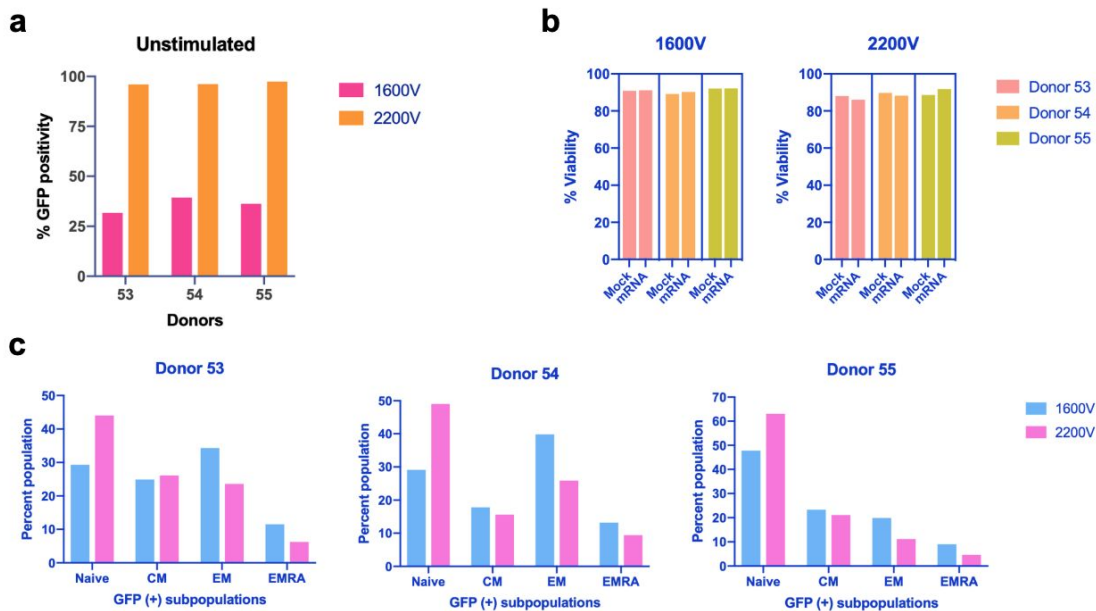 a
Unstimulated
% GFP positivity
100
75
50
25
0
53
54
55
Donors
1600V
2200V
b
1600V
% Viability
100
80
60
40
20
0
Mock
mRNA
Mock
mRNA
Mock
mRNA
2200V
% Viability
100
80
60
40
20
0
Mock
mRNA
Mock
mRNA
Mock
mRNA
Donor 53
Donor 54
Donor 55
c
Donor 53
Percent population
50
40
30
20
10
0
Naive
CM
EM
EMRA
GFP (+) subpopulations
Donor 54
Percent population
50
40
30
20
10
0
Naive
CM
EM
EMRA
GFP (+) subpopulations
Donor 55
Percent population
70
60
50
40
30
20
10
0
Naive
CM
EM
EMRA
GFP (+) subpopulations
1600V
2200V